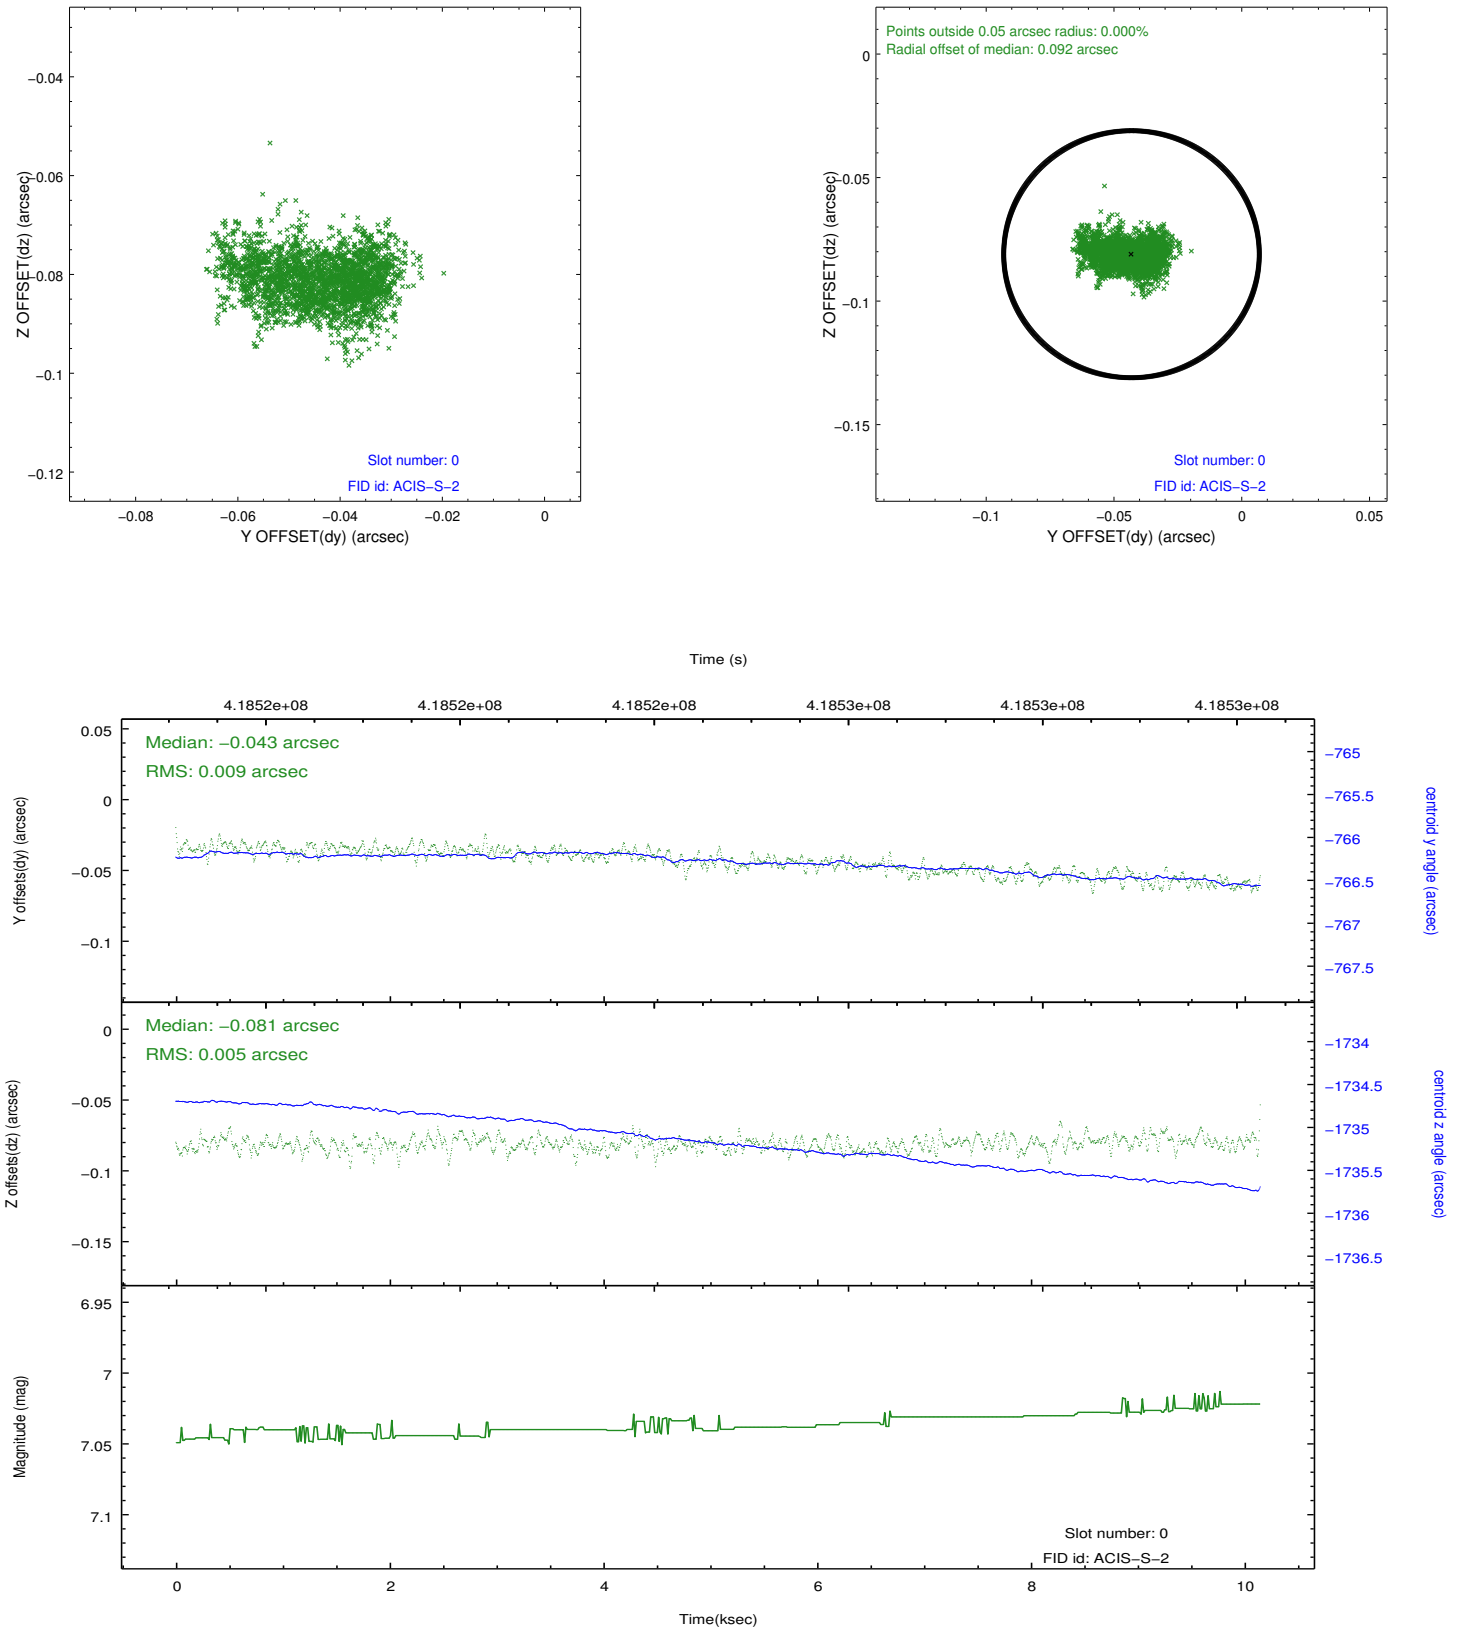 −0.04
−0.06
−0.08
−0.1
−0.12
Z OFFSET(dz) (arcsec)
Slot number: 0
FID id: ACIS−S−2
−0.08 −0.06 −0.04 −0.02 0
Y OFFSET(dy) (arcsec)
Points outside 0.05 arcsec radius: 0.000%
Radial offset of median: 0.092 arcsec
0
−0.05
−0.1
−0.15
Z OFFSET(dz) (arcsec)
Slot number: 0
FID id: ACIS−S−2
−0.1 −0.05 0 0.05
Y OFFSET(dy) (arcsec)
Time (s)
4.1852e+08 4.1852e+08 4.1852e+08 4.1853e+08 4.1853e+08 4.1853e+08
Median: −0.043 arcsec
RMS: 0.009 arcsec
0.05
0
−0.05
−0.1
Y offsets(dy) (arcsec)
−765
−765.5
−766
−766.5
−767
−767.5
centroid y angle (arcsec)
Median: −0.081 arcsec
RMS: 0.005 arcsec
0
−0.05
−0.1
−0.15
Z offsets(dz) (arcsec)
−1734
−1734.5
−1735
−1735.5
−1736
−1736.5
centroid z angle (arcsec)
6.95
7
7.05
7.1
Magnitude (mag)
Slot number: 0
FID id: ACIS−S−2
0 2 4 6 8 10
Time(ksec)